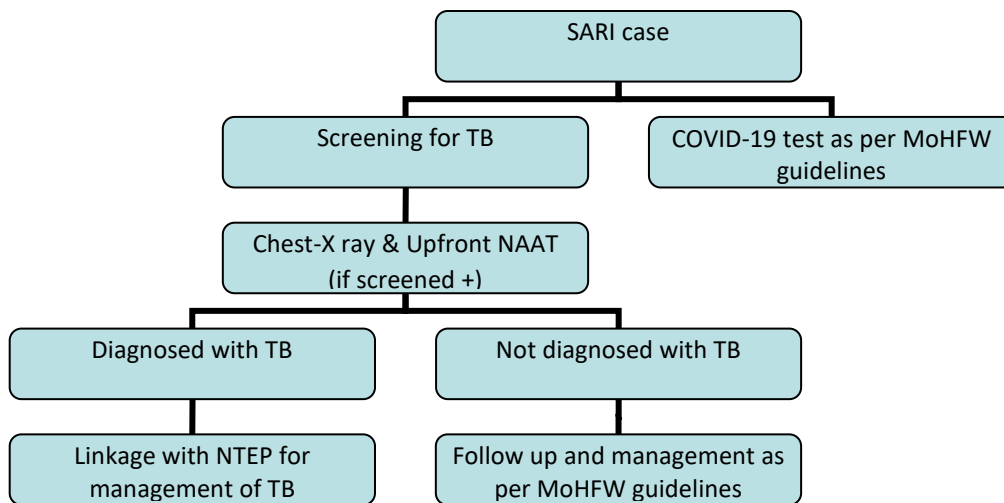 SARI case
Screening for TB
COVID-19 test as per MoHFW
guidelines
Chest-X ray & Upfront NAAT
(if screened +)
Diagnosed with TB
Not diagnosed with TB
Linkage with NTEP for
management of TB
Follow up and management as
per MoHFW guidelines